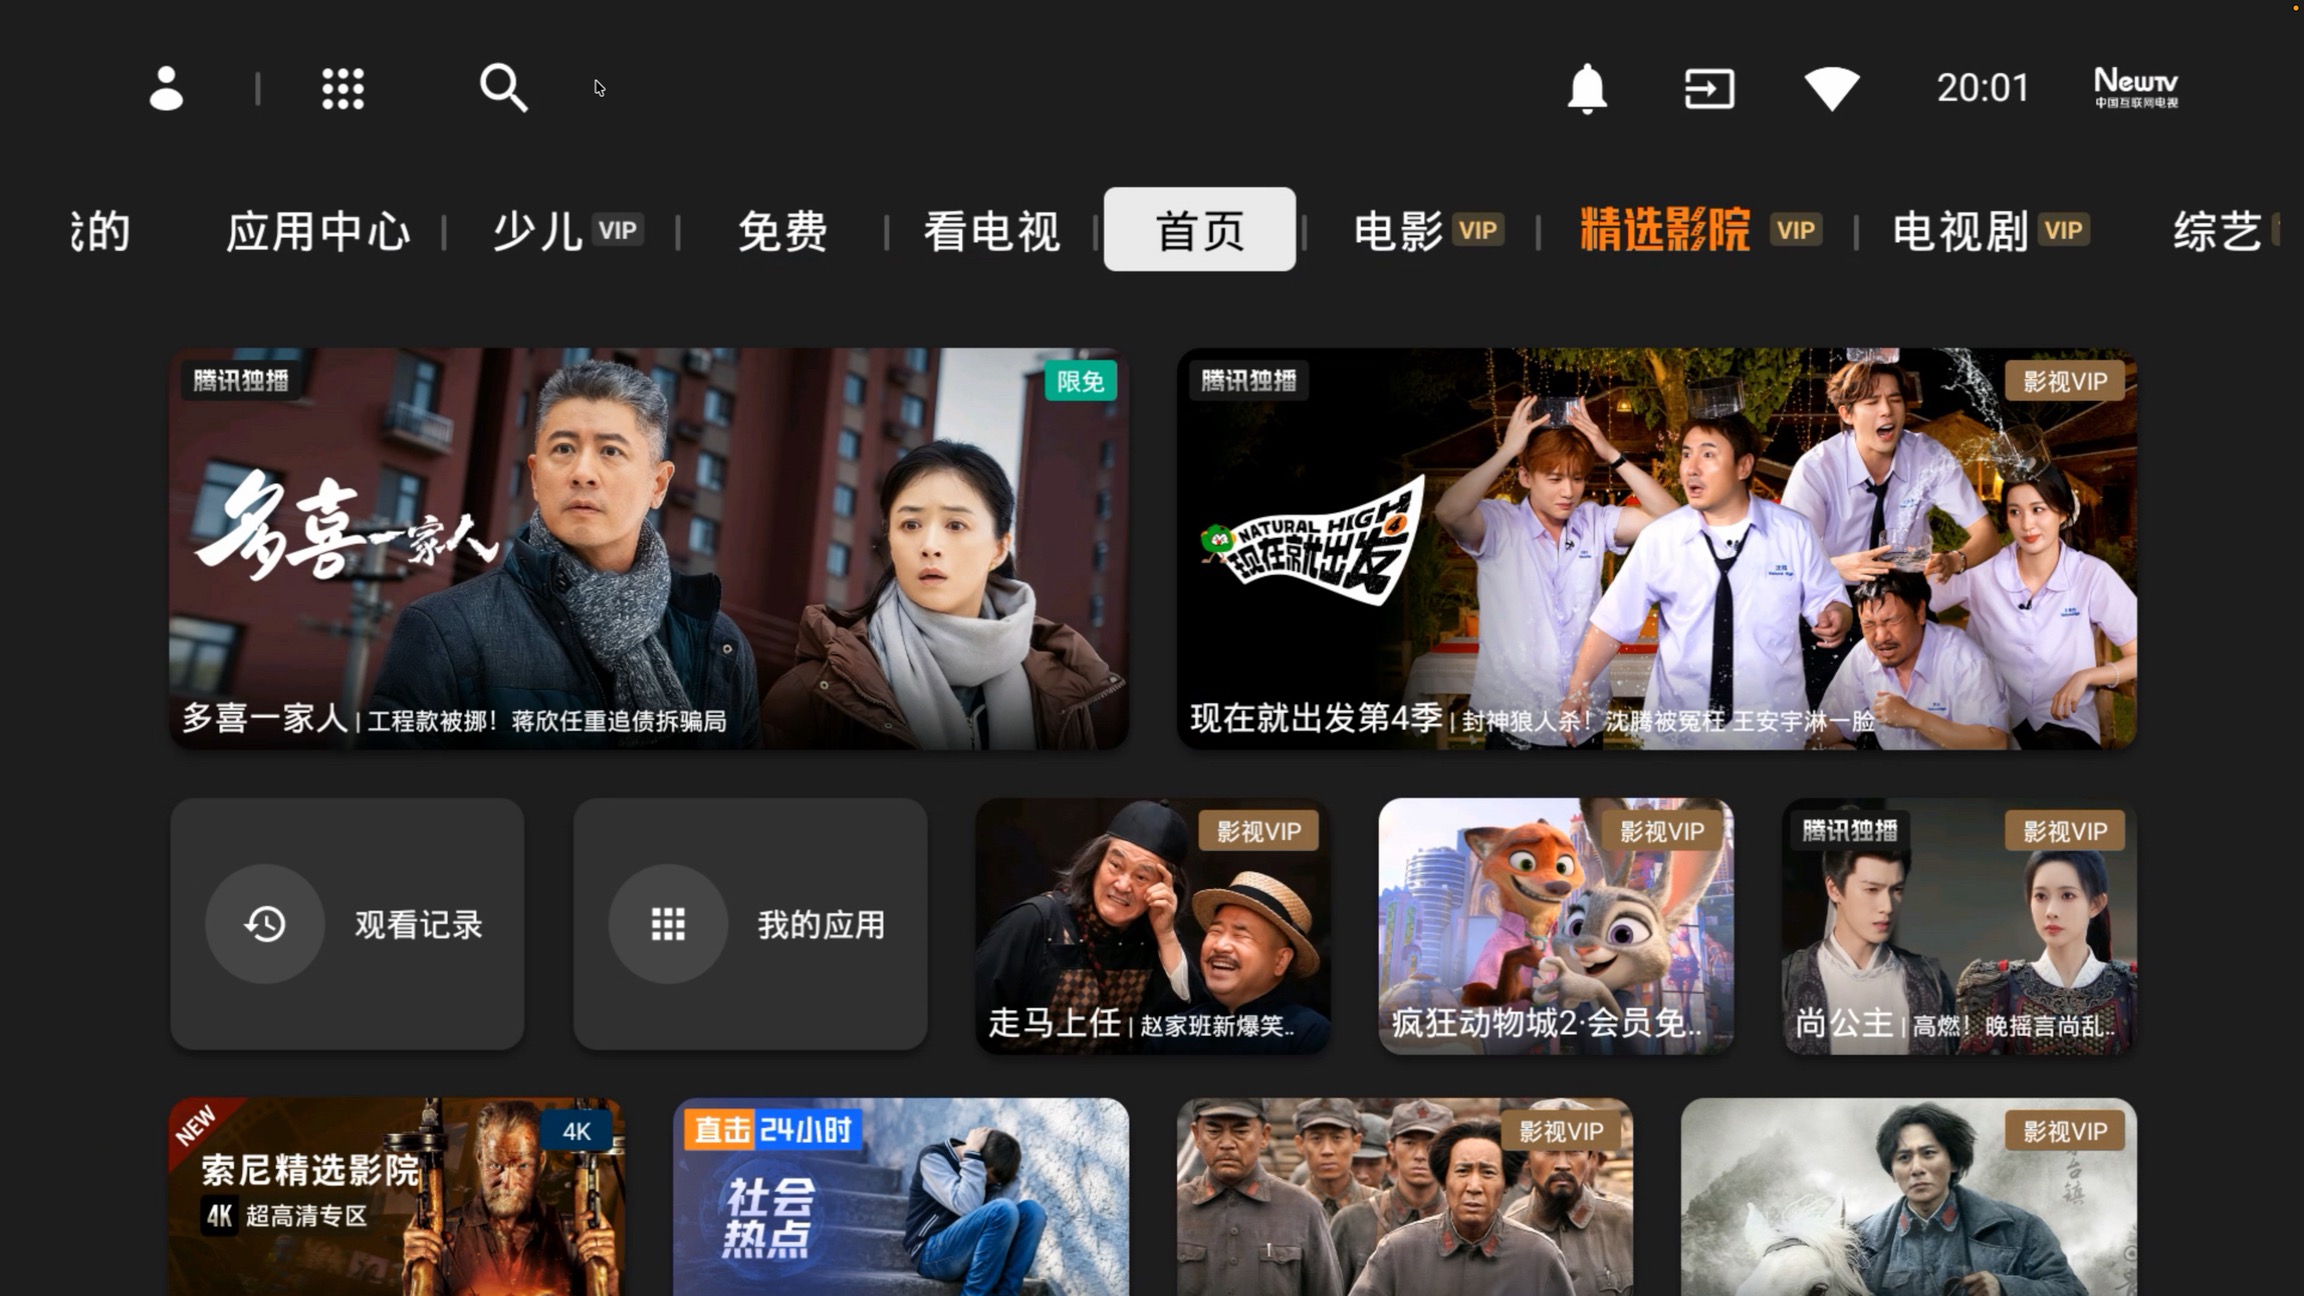 20:01
NewTV
中国互联网电视
我的
应用中心
少儿 VIP
免费
看电视
首页
电影 VIP
精选影院 VIP
电视剧 VIP
综艺
腾讯独播
限免
多喜一家人
多喜一家人 | 工程款被挪！蒋欣任重追债拆骗局
腾讯独播
影视VIP
NATURAL HIGH 4
现在就出发
现在就出发第4季 | 封神狼人杀！沈腾被冤枉 王安宇淋一脸
观看记录
我的应用
影视VIP
走马上任 | 赵家班新爆笑..
影视VIP
疯狂动物城2·会员免..
腾讯独播
影视VIP
尚公主 | 高燃！晚摇言尚乱..
NEW
4K
索尼精选影院
4K 超高清专区
直击 24小时
社会
热点
影视VIP
影视VIP